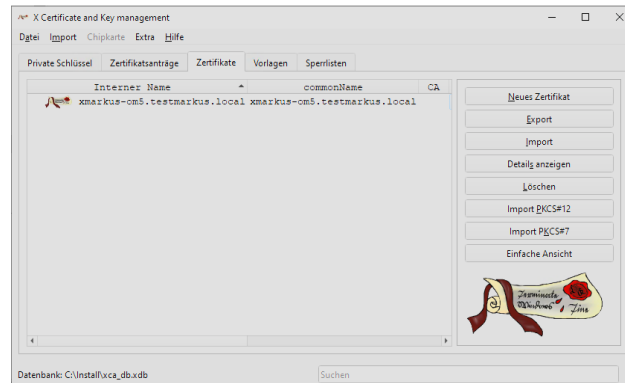 X Certificate and Key management
Datei Import Chipkarte Extra Hilfe
Private Schlüssel Zertifikatsanträge Zertifikate Vorlagen Sperrlisten
Interner Name commonName CA
xmarkus-om5.testmarkus.local xmarkus-om5.testmarkus.local
Neues Zertifikat
Export
Import
Details anzeigen
Löschen
Import PKCS#12
Import PKCS#7
Einfache Ansicht
Datenbank: C:\Install\xca_db.xdb
Suchen